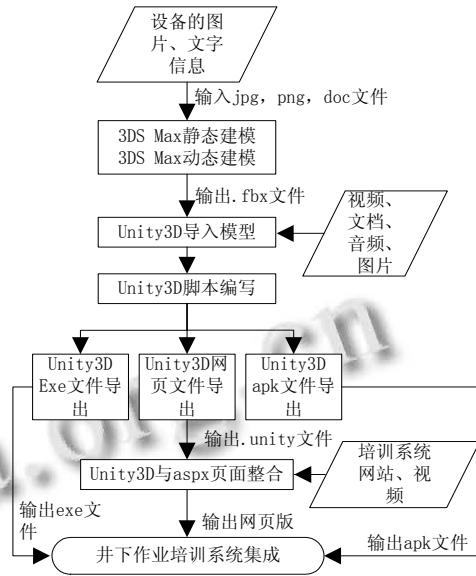 设备的图
片、文字
信息
输入jpg，png，doc文件
3DS Max静态建模
3DS Max动态建模
输出.fbx文件
视频、
文档、
音频、
图片
Unity3D导入模型
Unity3D脚本编写
Unity3D
Exe文件导
出
Unity3D网
页文件导
出
Unity3D
apk文件导
出
输出.unity文件
Unity3D与aspx页面整合
培训系统
网站、视
频
输出exe文
件
输出网页版
输出apk文件
井下作业培训系统集成
.org.cn